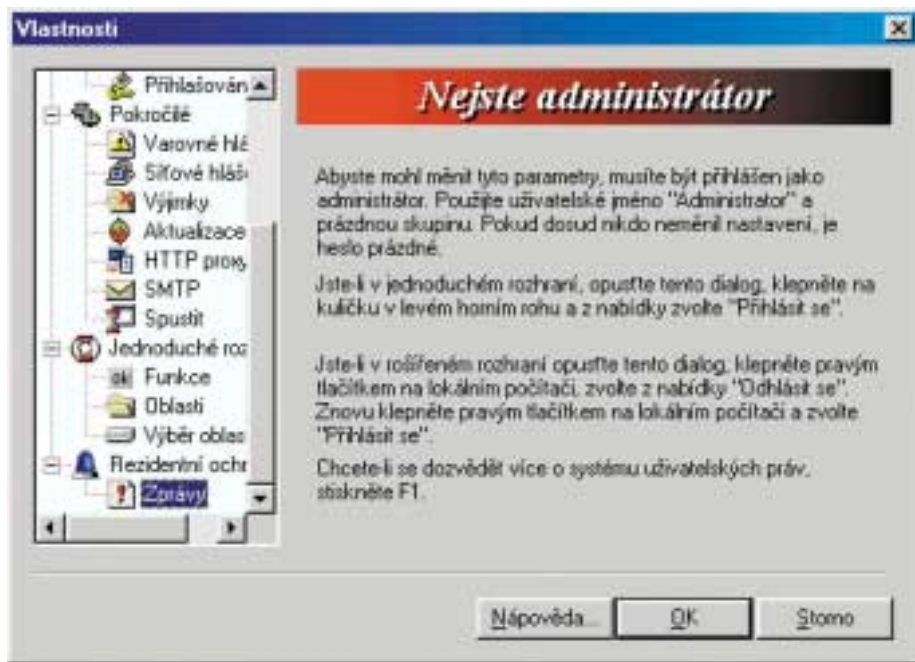 Vlastnosti
Přihlašován
Pokročilé
Varovné hlá
Síťové hláš
Výjimky
Aktualizace
HTTP proxy
SMTP
Spustit
Jednoduché roz
ok Funkce
Oblasti
Výběr oblas
Rezidentní ochr
Zprávy
Nejste administrátor
Abyste mohl měnit tyto parametry, musíte být přihlášen jako
administrátor. Použijte uživatelské jméno "Administrator" a
prázdnou skupinu. Pokud dosud nikdo neměnil nastavení, je
heslo prázdné.
Jste-li v jednoduchém rozhraní, opusťte tento dialog, klepněte na
kuličku v levém horním rohu a z nabídky zvolte "Přihlásit se".
Jste-li v rošířeném rozhraní opusťte tento dialog, klepněte pravým
tlačítkem na lokálním počítači, zvolte z nabídky "Odhlásit se".
Znovu klepněte pravým tlačítkem na lokálním počítači a zvolte
"Přihlásit se".
Chcete-li se dozvědět více o systému uživatelských práv,
stiskněte F1.
Nápověda...
OK
Storno